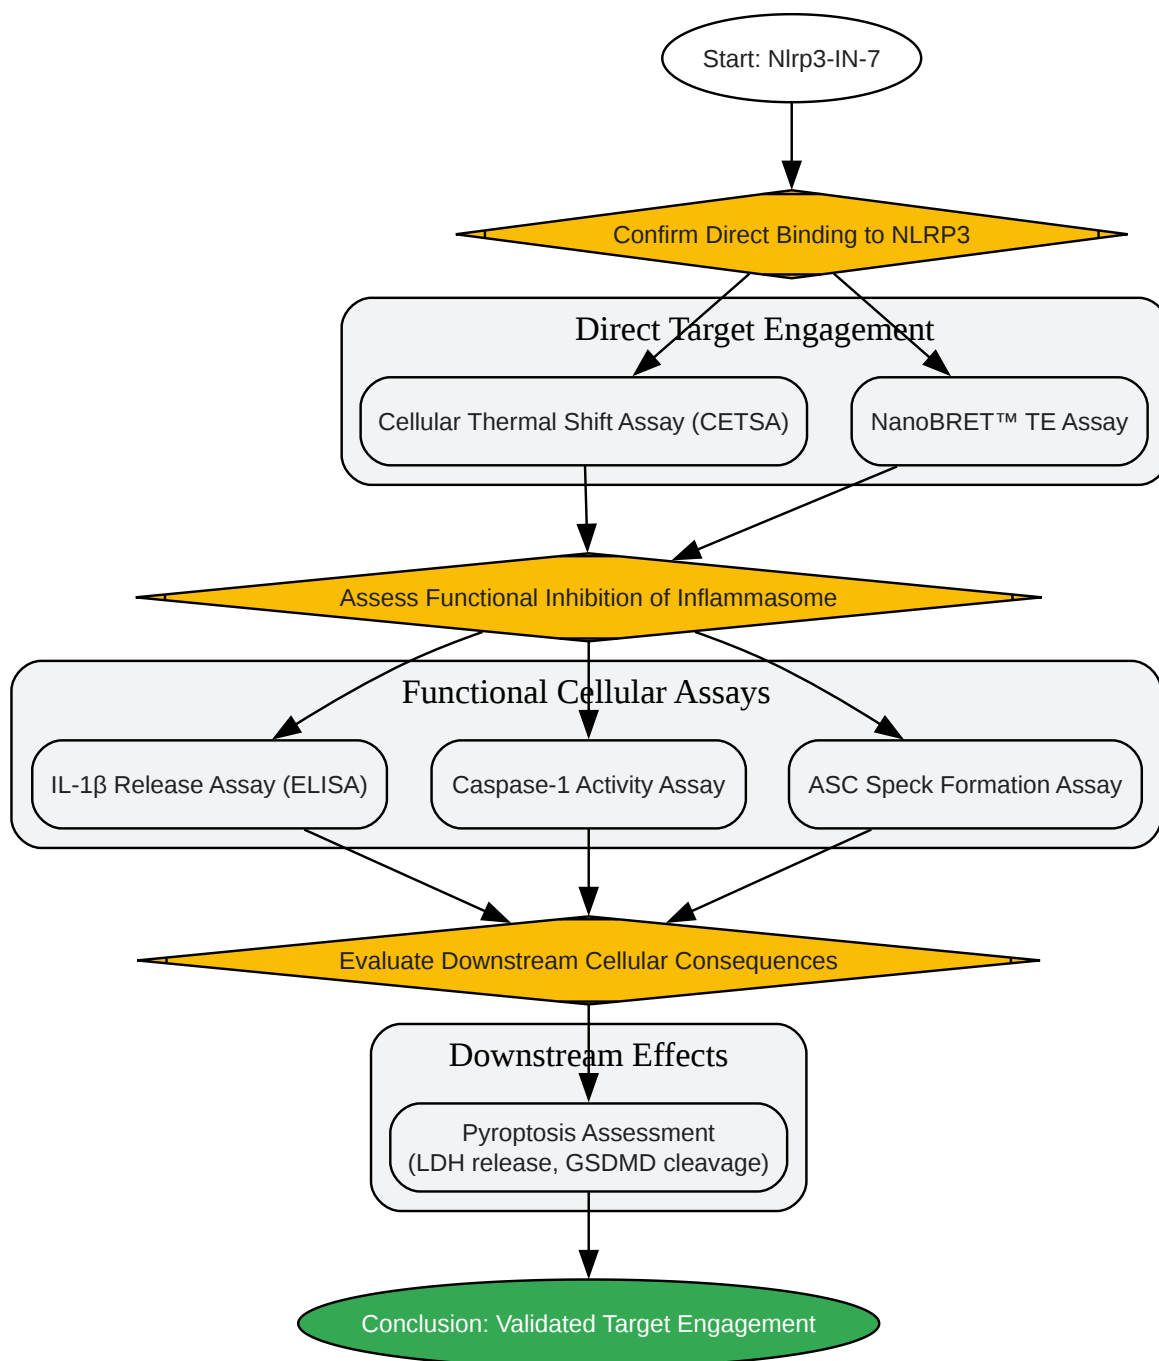 Start: Nlrp3-IN-7
Confirm Direct Binding to NLRP3
Direct Target Engagement
Cellular Thermal Shift Assay (CETSA)
NanoBRET™ TE Assay
Assess Functional Inhibition of Inflammasome
Functional Cellular Assays
IL-1β Release Assay (ELISA)
Caspase-1 Activity Assay
ASC Speck Formation Assay
Evaluate Downstream Cellular Consequences
Downstream Effects
Pyroptosis Assessment
(LDH release, GSDMD cleavage)
Conclusion: Validated Target Engagement